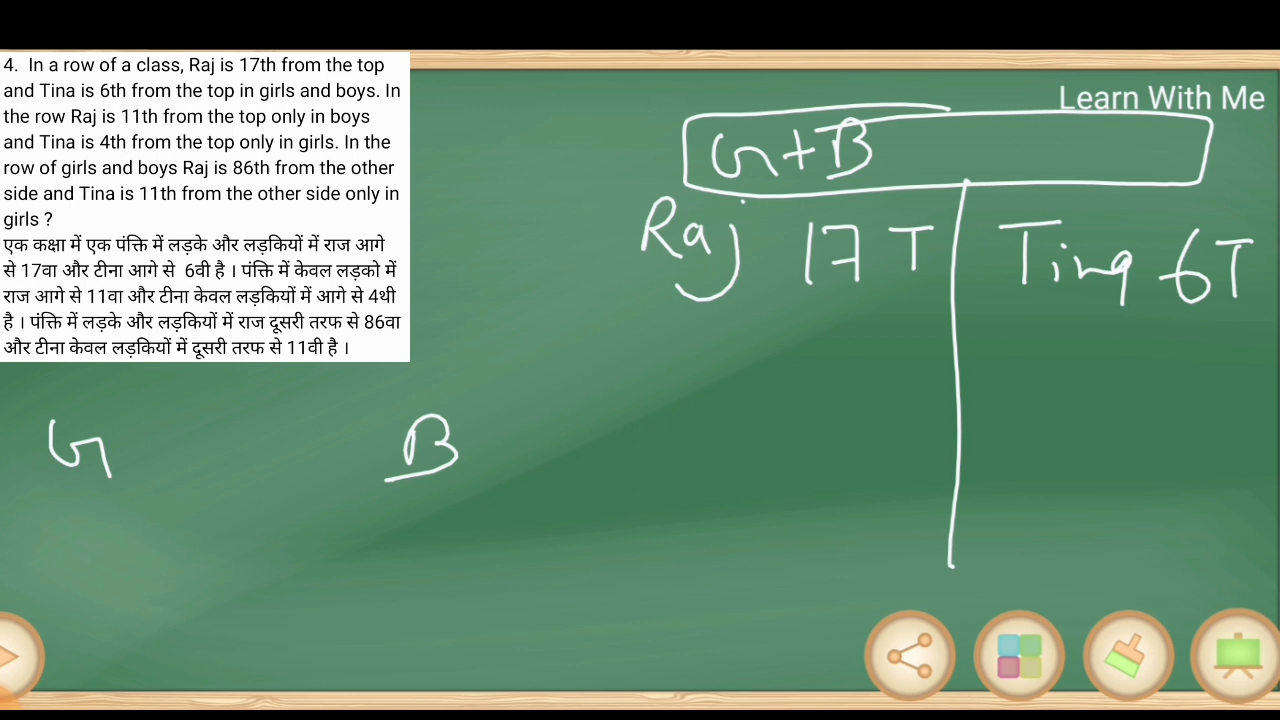 4. In a row of a class, Raj is 17th from the top
and Tina is 6th from the top in girls and boys. In
the row Raj is 11th from the top only in boys
and Tina is 4th from the top only in girls. In the
row of girls and boys Raj is 86th from the other
side and Tina is 11th from the other side only in
girls ?
एक कक्षा में एक पंक्ति में लड़के और लड़कियों में राज आगे
से 17वा और टीना आगे से 6वी है । पंक्ति में केवल लड़को में
राज आगे से 11वा और टीना केवल लड़कियों में आगे से 4थी
है । पंक्ति में लड़के और लड़कियों में राज दूसरी तरफ से 86वा
और टीना केवल लड़कियों में दूसरी तरफ से 11वी है ।
Learn With Me
G+B
Raj 17 T
Tina 6T
G
B